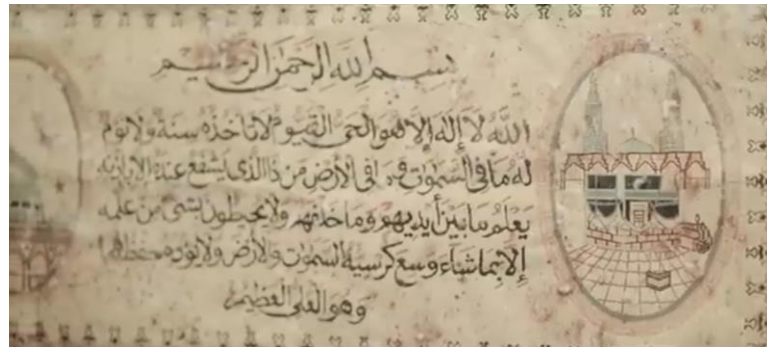 بسم الله الرحمن الرحيم
الله لا إله إلا هو الحي القيوم لا تأخذه سنة ولا نوم
له ما في السموت وما في الأرض من ذا الذي يشفع عنده إلا بإذنه
يعلم ما بين أيديهم وما خلفهم ولا يحيطون بشيء من علمه
إلا بما شاء وسع كرسيه السموت والأرض ولا يؤده حفظهما
وهو العلي العظيم